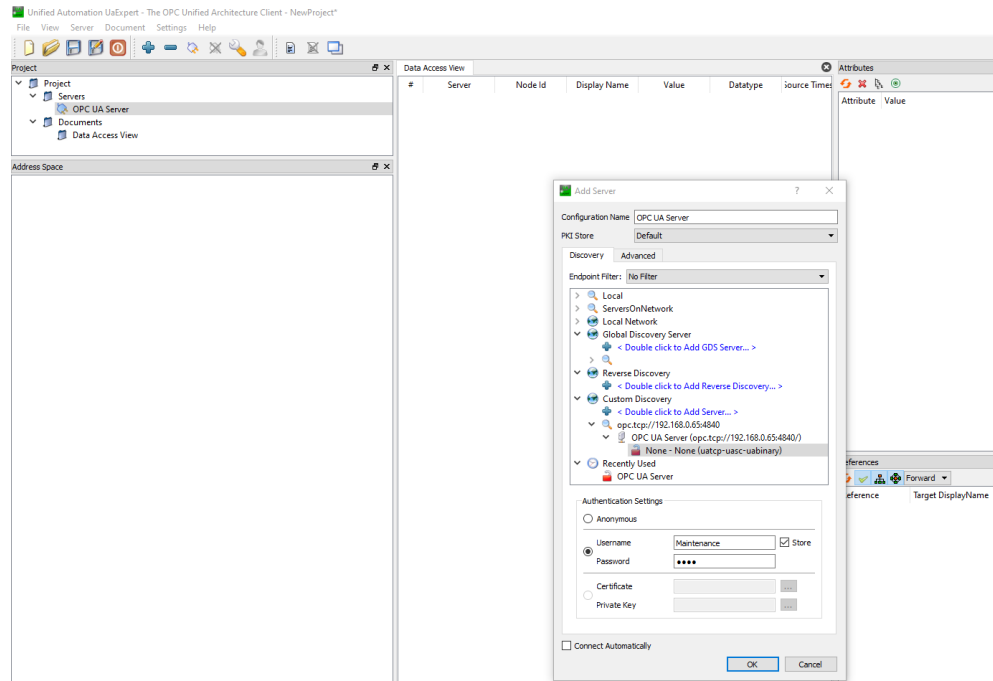 Unified Automation UaExpert - The OPC Unified Architecture Client - NewProject*
File View Server Document Settings Help
Project
Project
Servers
OPC UA Server
Documents
Data Access View
Address Space
Data Access View
# Server Node Id Display Name Value Datatype Source Times
Attributes
Attribute Value
Add Server
?
Configuration Name OPC UA Server
PKI Store Default
Discovery Advanced
Endpoint Filter: No Filter
Local
ServersOnNetwork
Local Network
Global Discovery Server
< Double click to Add GDS Server... >
Reverse Discovery
< Double click to Add Reverse Discovery... >
Custom Discovery
< Double click to Add Server... >
opc.tcp://192.168.0.65:4840
OPC UA Server (opc.tcp://192.168.0.65:4840/)
None - None (uatcp-uasc-uabinary)
Recently Used
OPC UA Server
Authentication Settings
Anonymous
Username Maintenance Store
Password ●●●●
Certificate ...
Private Key ...
Connect Automatically
OK Cancel
eferences
Forward
eference Target DisplayName